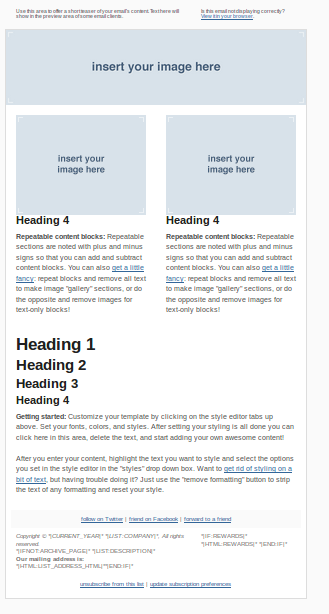 Use this area to offer a short teaser of your email's content. Text here will
show in the preview area of some email clients.
Is this email not displaying correctly?
View it in your browser.
insert your image here
insert your
image here
insert your
image here
Heading 4
Repeatable content blocks: Repeatable
sections are noted with plus and minus
signs so that you can add and subtract
content blocks. You can also get a little
fancy: repeat blocks and remove all text
to make image "gallery" sections, or do
the opposite and remove images for
text-only blocks!
Heading 4
Repeatable content blocks: Repeatable
sections are noted with plus and minus
signs so that you can add and subtract
content blocks. You can also get a little
fancy: repeat blocks and remove all text
to make image "gallery" sections, or do
the opposite and remove images for
text-only blocks!
Heading 1
Heading 2
Heading 3
Heading 4
Getting started: Customize your template by clicking on the style editor tabs up
above. Set your fonts, colors, and styles. After setting your styling is all done you can
click here in this area, delete the text, and start adding your own awesome content!
After you enter your content, highlight the text you want to style and select the options
you set in the style editor in the "styles" drop down box. Want to get rid of styling on a
bit of text, but having trouble doing it? Just use the "remove formatting" button to strip
the text of any formatting and reset your style.
follow on Twitter | friend on Facebook | forward to a friend
Copyright © *|CURRENT_YEAR|* *|LIST:COMPANY|*, All rights
reserved.
*|IFNOT:ARCHIVE_PAGE|* *|LIST:DESCRIPTION|*
Our mailing address is:
*|HTML:LIST_ADDRESS_HTML|**|END:IF|*
*|IF:REWARDS|*
*|HTML:REWARDS|* *|END:IF|*
unsubscribe from this list | update subscription preferences